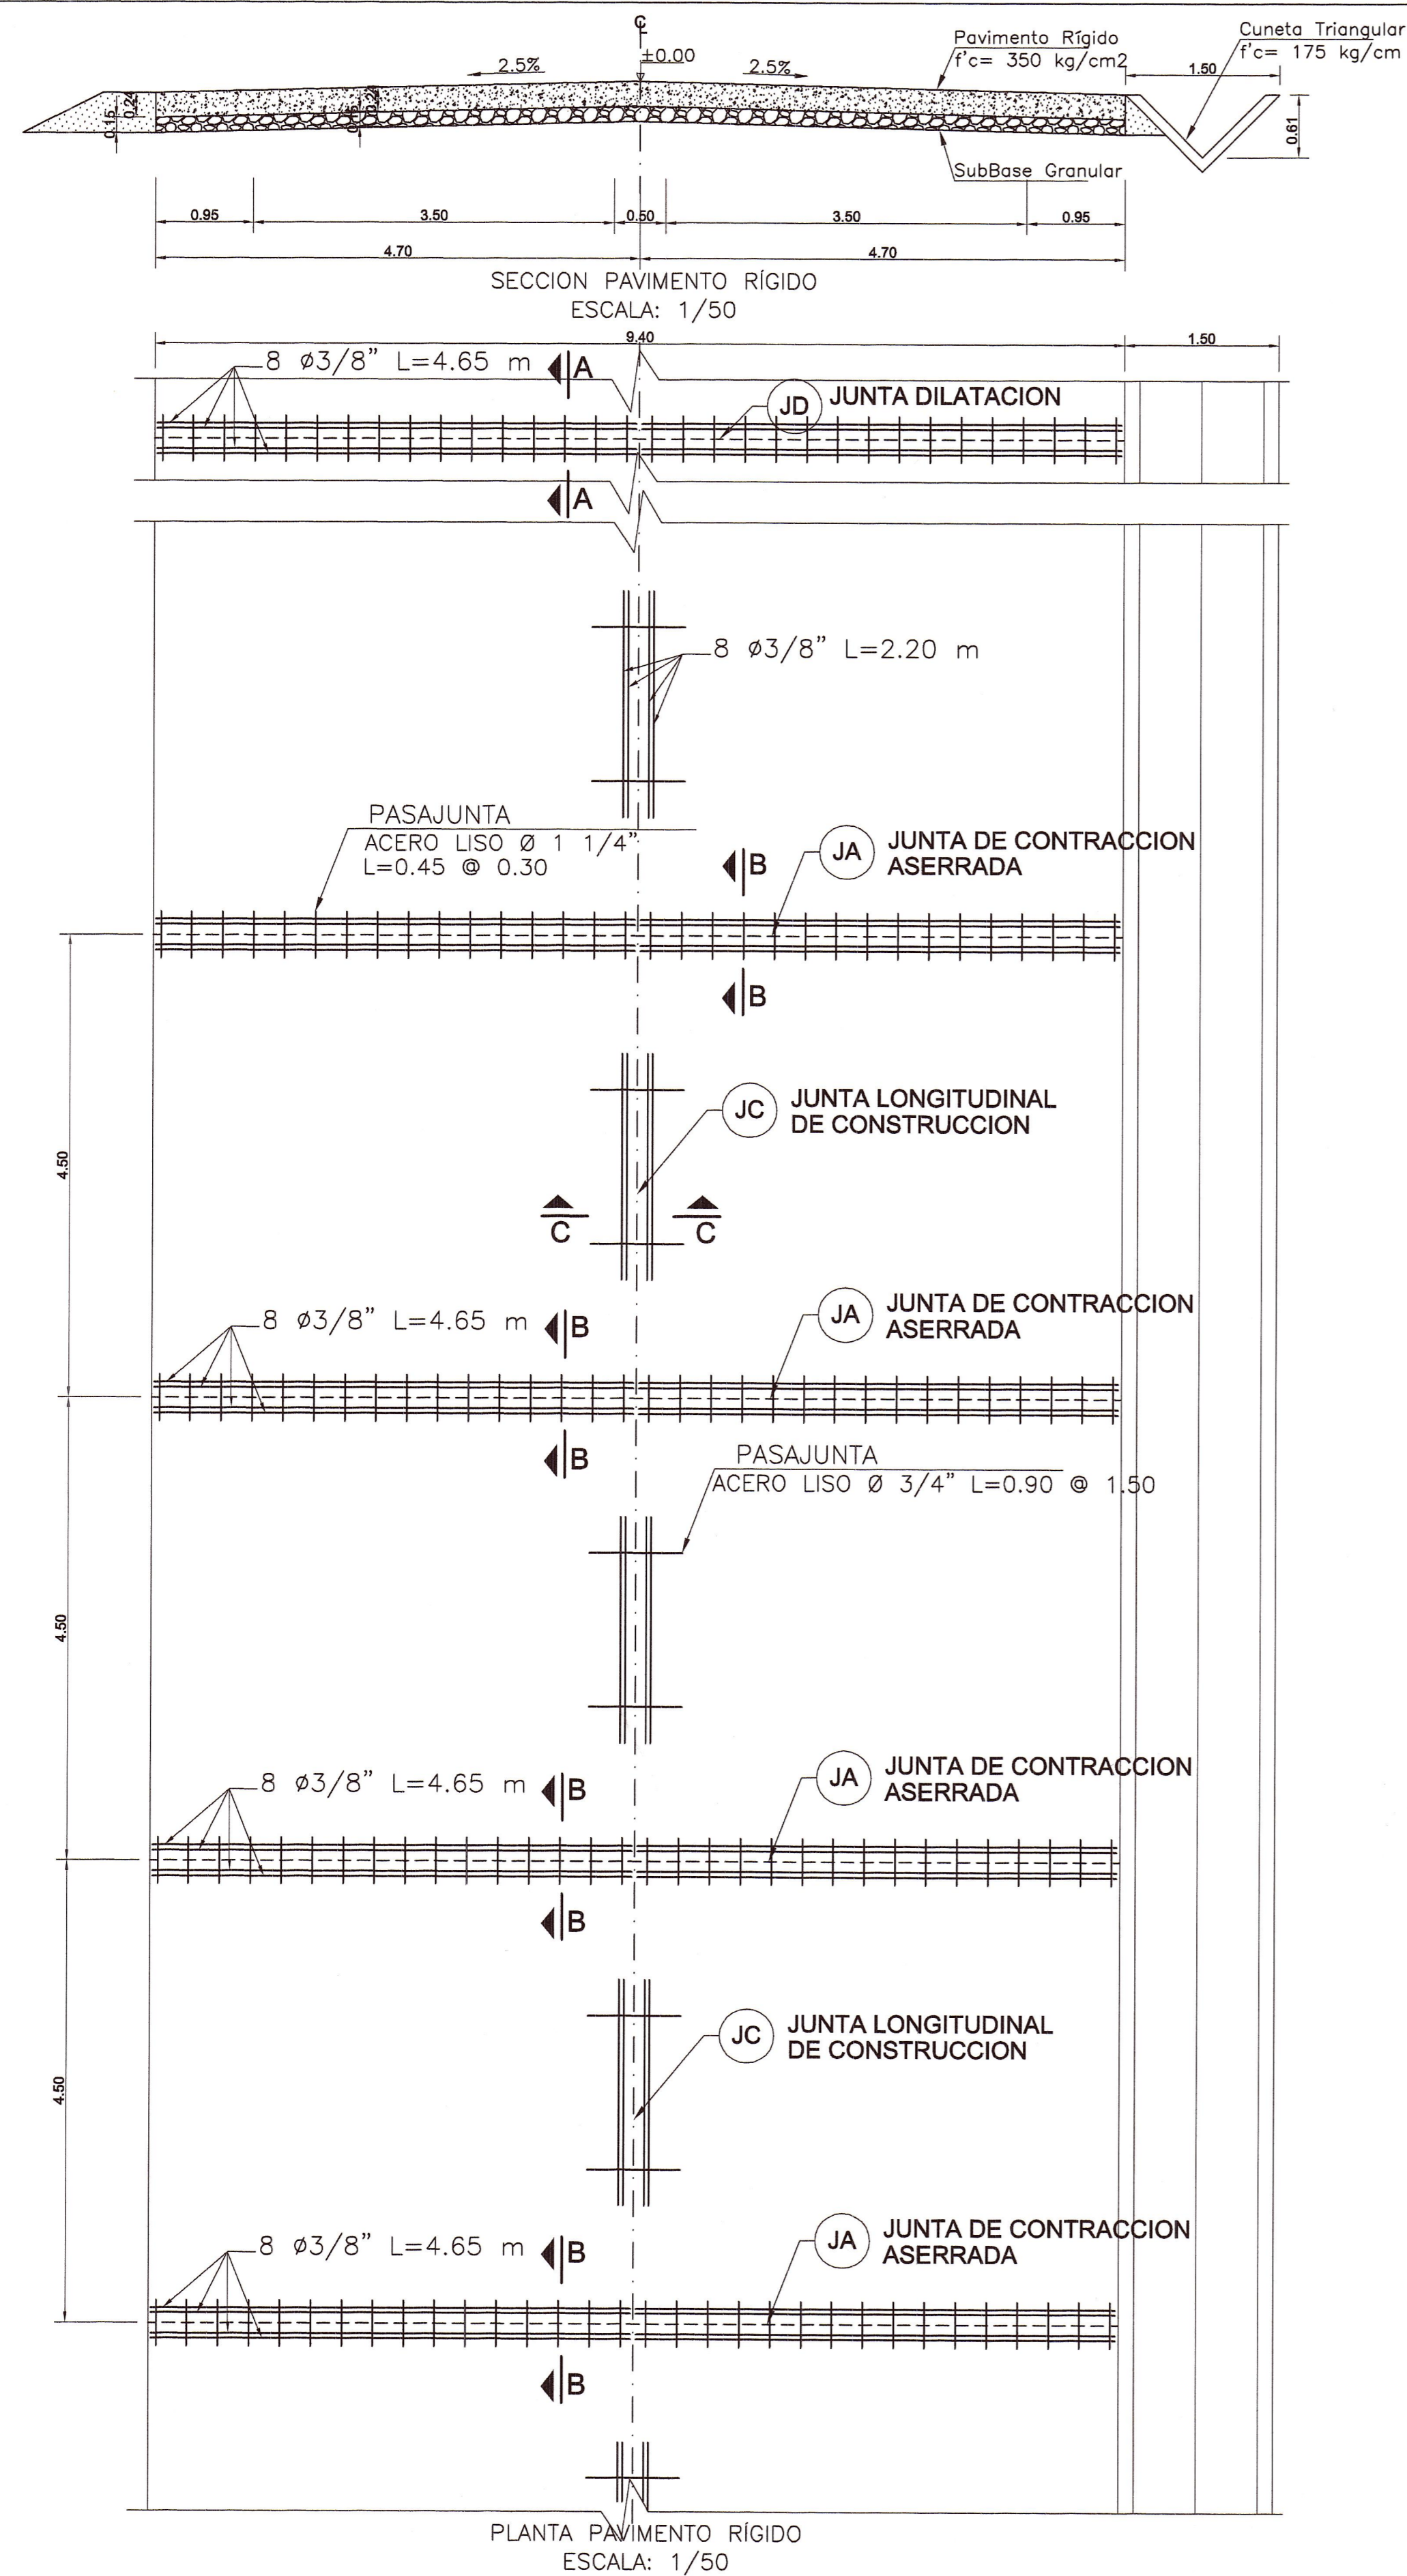 ℄
±0.00
2.5%
2.5%
Pavimento Rígido
f'c= 350 kg/cm2
Cuneta Triangular
f'c= 175 kg/cm
1.50
0.24
0.15
0.61
SubBase Granular
0.95
3.50
0.50
3.50
0.95
4.70
4.70
SECCION PAVIMENTO RÍGIDO
ESCALA: 1/50
9.40
1.50
8 ø3/8" L=4.65 m
A
JD
JUNTA DILATACION
A
8 ø3/8" L=2.20 m
PASAJUNTA
ACERO LISO Ø 1 1/4"
L=0.45 @ 0.30
B
JA
JUNTA DE CONTRACCION
ASERRADA
B
4.50
JC
JUNTA LONGITUDINAL
DE CONSTRUCCION
C
C
8 ø3/8" L=4.65 m
B
JA
JUNTA DE CONTRACCION
ASERRADA
B
PASAJUNTA
ACERO LISO Ø 3/4" L=0.90 @ 1.50
4.50
8 ø3/8" L=4.65 m
B
JA
JUNTA DE CONTRACCION
ASERRADA
B
4.50
JC
JUNTA LONGITUDINAL
DE CONSTRUCCION
8 ø3/8" L=4.65 m
B
JA
JUNTA DE CONTRACCION
ASERRADA
B
PLANTA PAVIMENTO RÍGIDO
ESCALA: 1/50